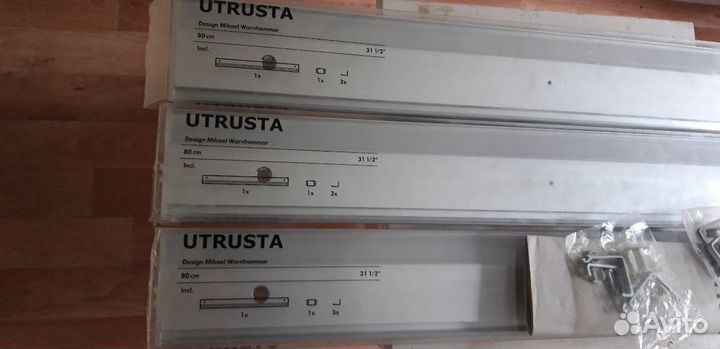 UTRUSTA
Design Mikael Warnhammar
80 cm 31 1/2"
Incl.
1x 1x 3x
UTRUSTA
Design Mikael Warnhammar
80 cm 31 1/2"
Incl.
1x 1x 3x
UTRUSTA
Design Mikael Warnhammar
80 cm 31 1/2"
Incl.
1x 1x 3x
Avito